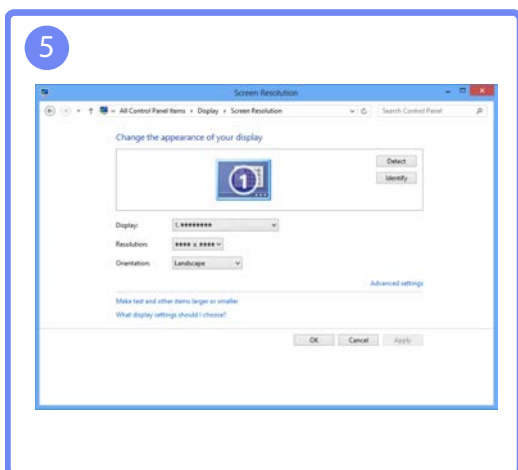 5
Screen Resolution
All Control Panel Items Display Screen Resolution Search Control Panel
Change the appearance of your display
1
Detect
Identify
Display: 1.********
Resolution: **** x ****
Orientation: Landscape
Advanced settings
Make text and other items larger or smaller
What display settings should I choose?
OK Cancel Apply